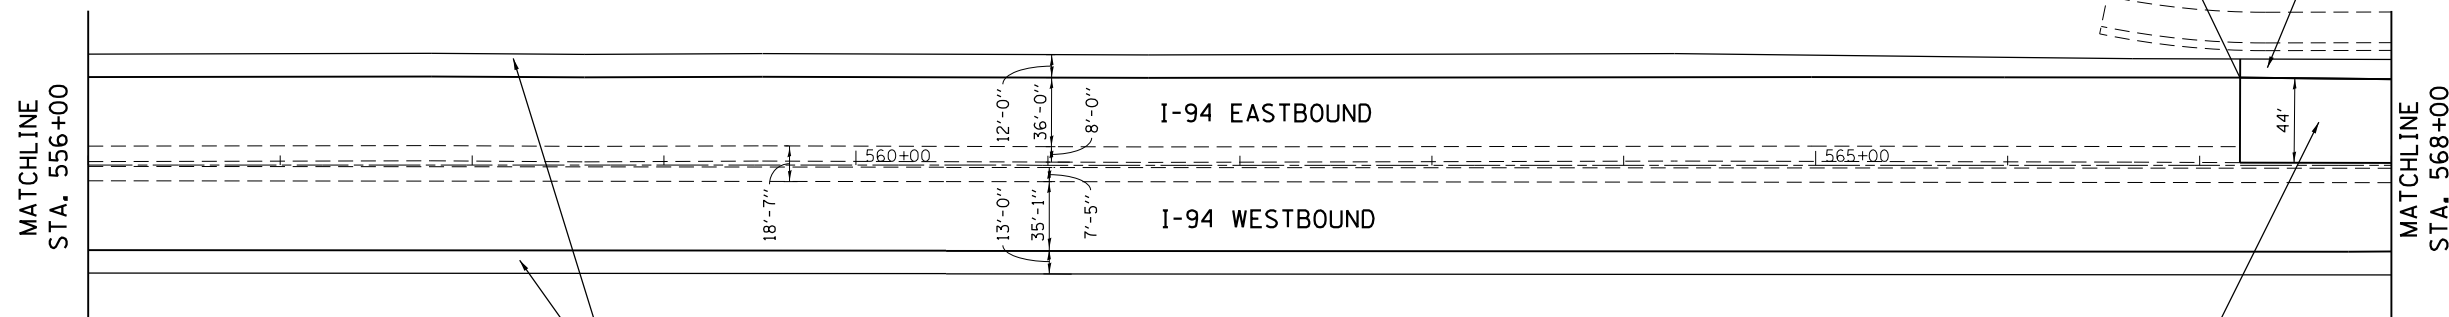 MATCHLINE
STA. 556+00
12'-0''
36'-0''
8'-0''
I-94 EASTBOUND
44'
560+00
565+00
18'-7''
13'-0''
35'-1''
7'-5''
I-94 WESTBOUND
MATCHLINE
STA. 568+00